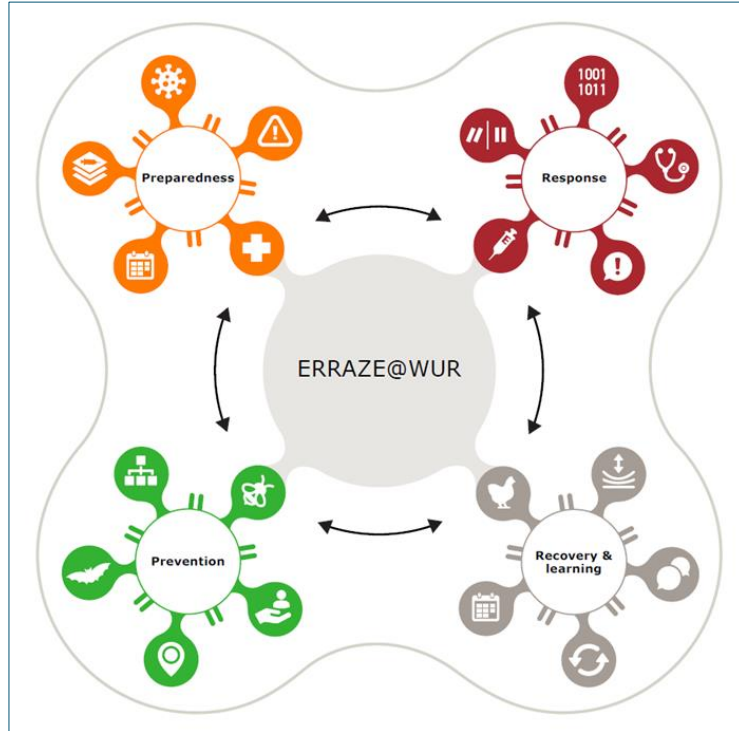 1001
1011
Preparedness
Response
ERRAZE@WUR
Prevention
Recovery &
learning